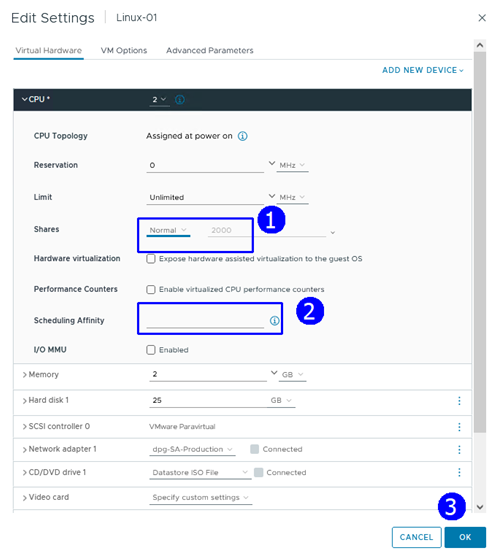 Edit Settings | Linux-01
Virtual Hardware VM Options Advanced Parameters
ADD NEW DEVICE
CPU * 2
CPU Topology Assigned at power on
Reservation 0 MHz
Limit Unlimited MHz
1
Shares Normal 2000
Hardware virtualization Expose hardware assisted virtualization to the guest OS
Performance Counters Enable virtualized CPU performance counters
2
Scheduling Affinity
I/O MMU Enabled
Memory 2 GB
Hard disk 1 25 GB
SCSI controller 0 VMware Paravirtual
Network adapter 1 dpg-SA-Production Connected
CD/DVD drive 1 Datastore ISO File Connected
Video card Specify custom settings
3
CANCEL OK